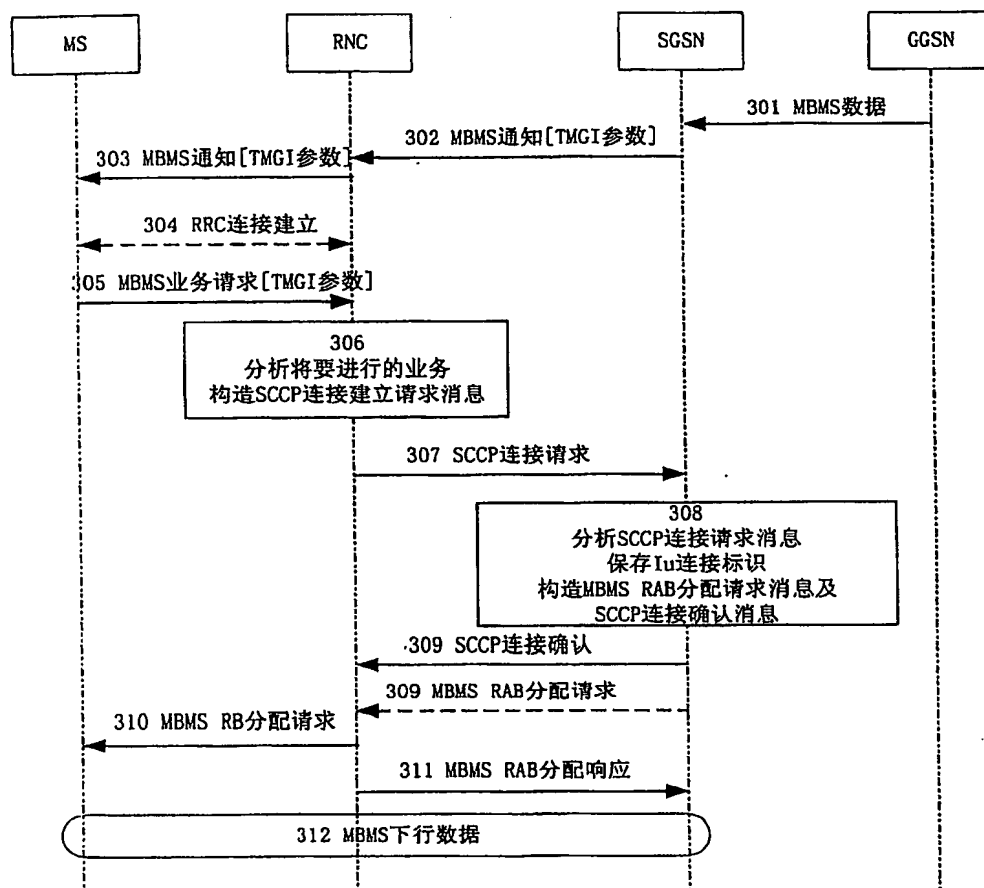 MS
RNC
SGSN
GGSN
301 MBMS数据
302 MBMS通知[TMGI参数]
303 MBMS通知[TMGI参数]
304 RRC连接建立
305 MBMS业务请求[TMGI参数]
306
分析将要进行的业务
构造SCCP连接建立请求消息
307 SCCP连接请求
308
分析SCCP连接请求消息
保存Iu连接标识
构造MBMS RAB分配请求消息及
SCCP连接确认消息
309 SCCP连接确认
309 MBMS RAB分配请求
310 MBMS RB分配请求
311 MBMS RAB分配响应
312 MBMS下行数据